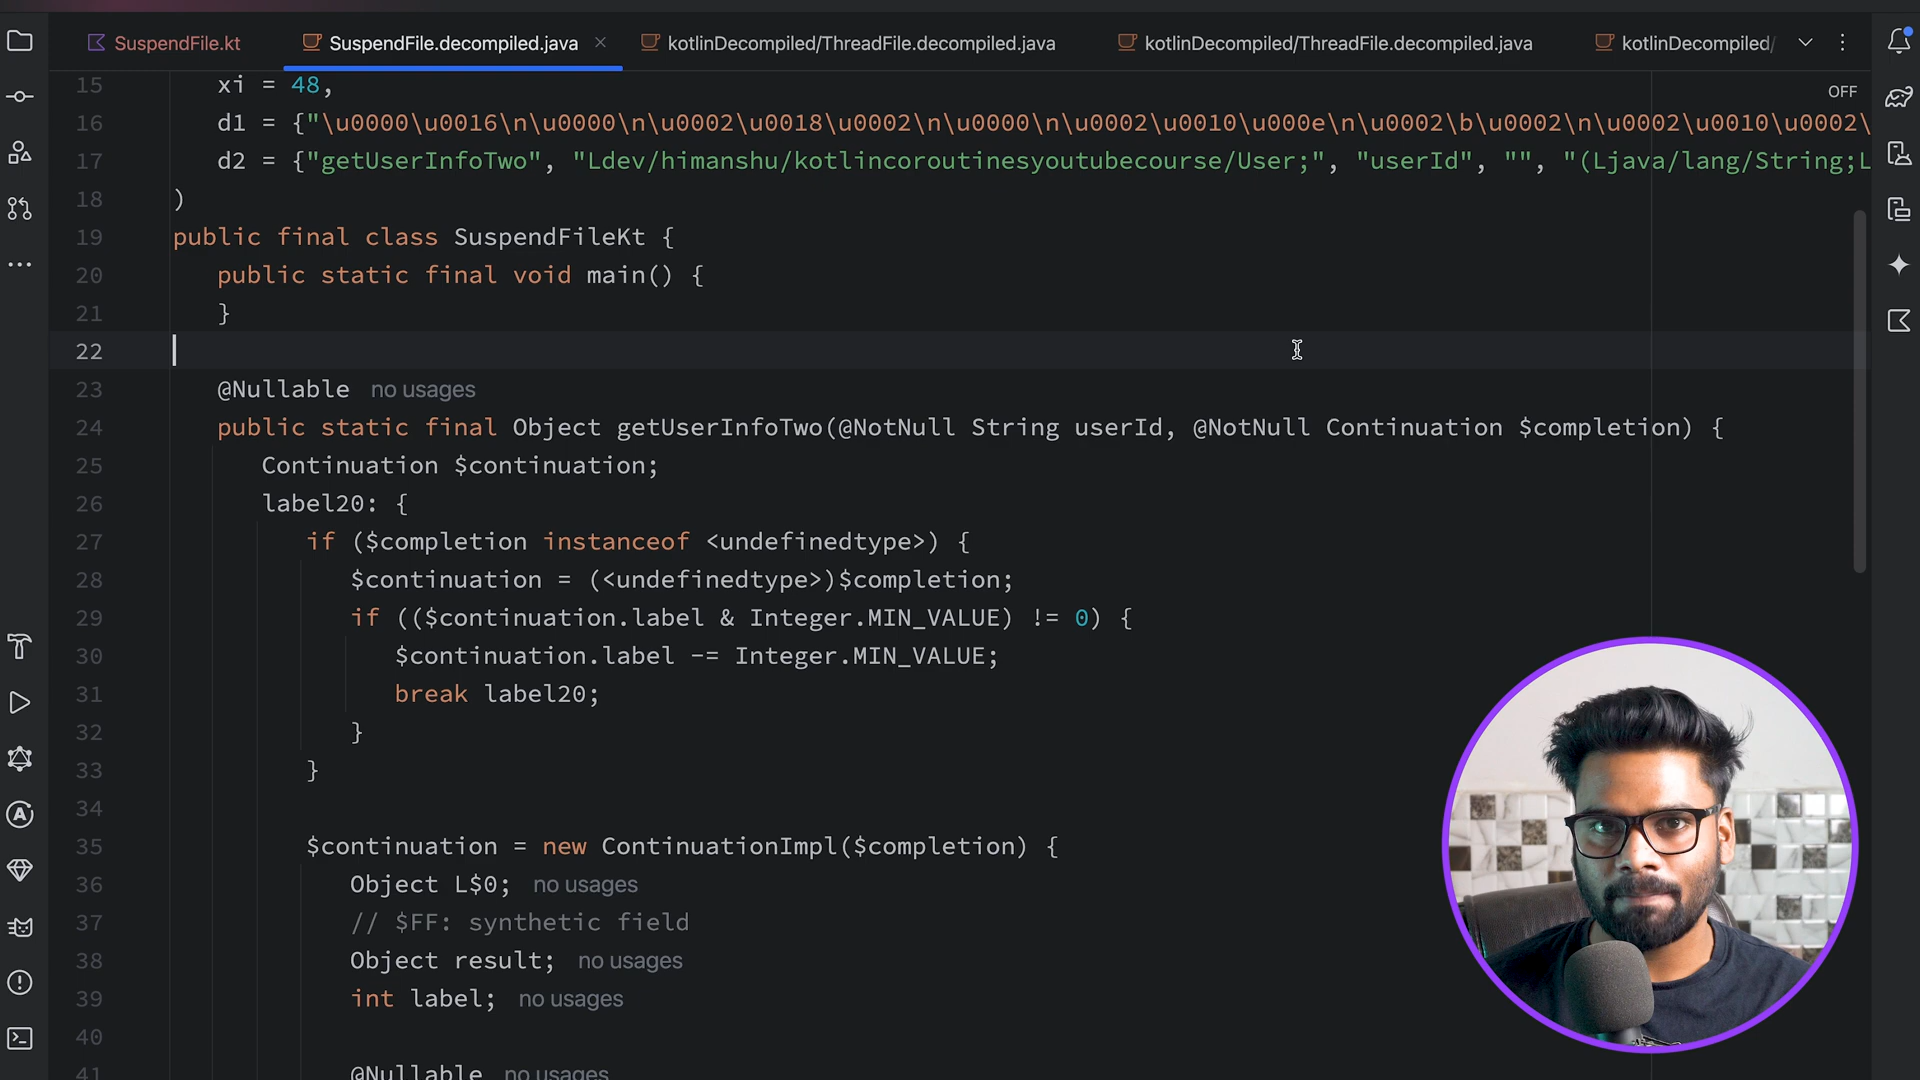 SuspendFile.kt SuspendFile.decompiled.java kotlinDecompiled/ThreadFile.decompiled.java kotlinDecompiled/ThreadFile.decompiled.java kotlinDecompiled/
OFF
15 xi = 48,
16 d1 = {"\u0000\u0016\n\u0000\n\u0002\u0018\u0002\n\u0000\n\u0002\u0010\u000e\n\u0002\b\u0002\n\u0002\u0010\u0002\
17 d2 = {"getUserInfoTwo", "Ldev/himanshu/kotlincoroutinesyoutubecourse/User;", "userId", "", "(Ljava/lang/String;L
18 )
19 public final class SuspendFileKt {
20 public static final void main() {
21 }
22
23 @Nullable no usages
24 public static final Object getUserInfoTwo(@NotNull String userId, @NotNull Continuation $completion) {
25 Continuation $continuation;
26 label20: {
27 if ($completion instanceof <undefinedtype>) {
28 $continuation = (<undefinedtype>)$completion;
29 if (($continuation.label & Integer.MIN_VALUE) != 0) {
30 $continuation.label -= Integer.MIN_VALUE;
31 break label20;
32 }
33 }
34
35 $continuation = new ContinuationImpl($completion) {
36 Object L$0; no usages
37 // $FF: synthetic field
38 Object result; no usages
39 int label; no usages
40
41 @Nullable no usages